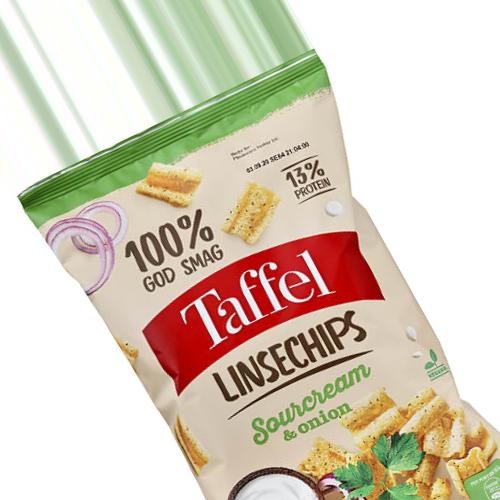 03.09.20 SE64 21:04:00
13%
PROTEIN
100%
GOD SMAG
Taffel
LINSECHIPS
Sourcream
& onion